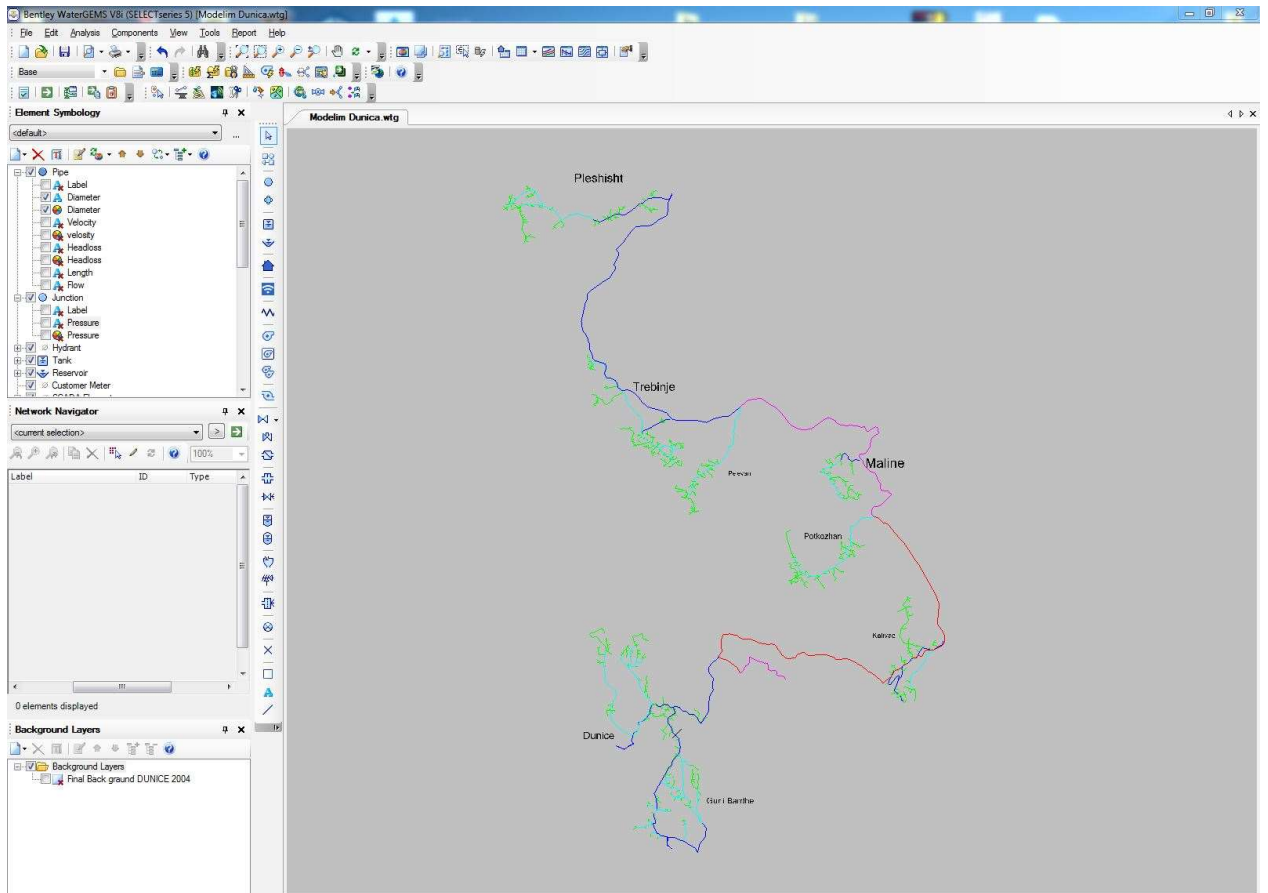 Bentley WaterGEMS V8i (SELECTseries 5) [Modelim Dunica.wtg]
File Edit Analysis Components View Tools Report Help
Base
Element Symbology
<default>
...
Pipe
Label
Diameter
Diameter
Velocity
velosity
Headloss
Headloss
Length
Flow
Junction
Label
Pressure
Pressure
Hydrant
Tank
Reservoir
Customer Meter
Network Navigator
<current selection>
>
100%
Label ID Type
0 elements displayed
Background Layers
Background Layers
Final Back graund DUNICE 2004
Modelim Dunica.wtg
Pleshisht
Trebinje
Maline
Potkozhan
Dunice